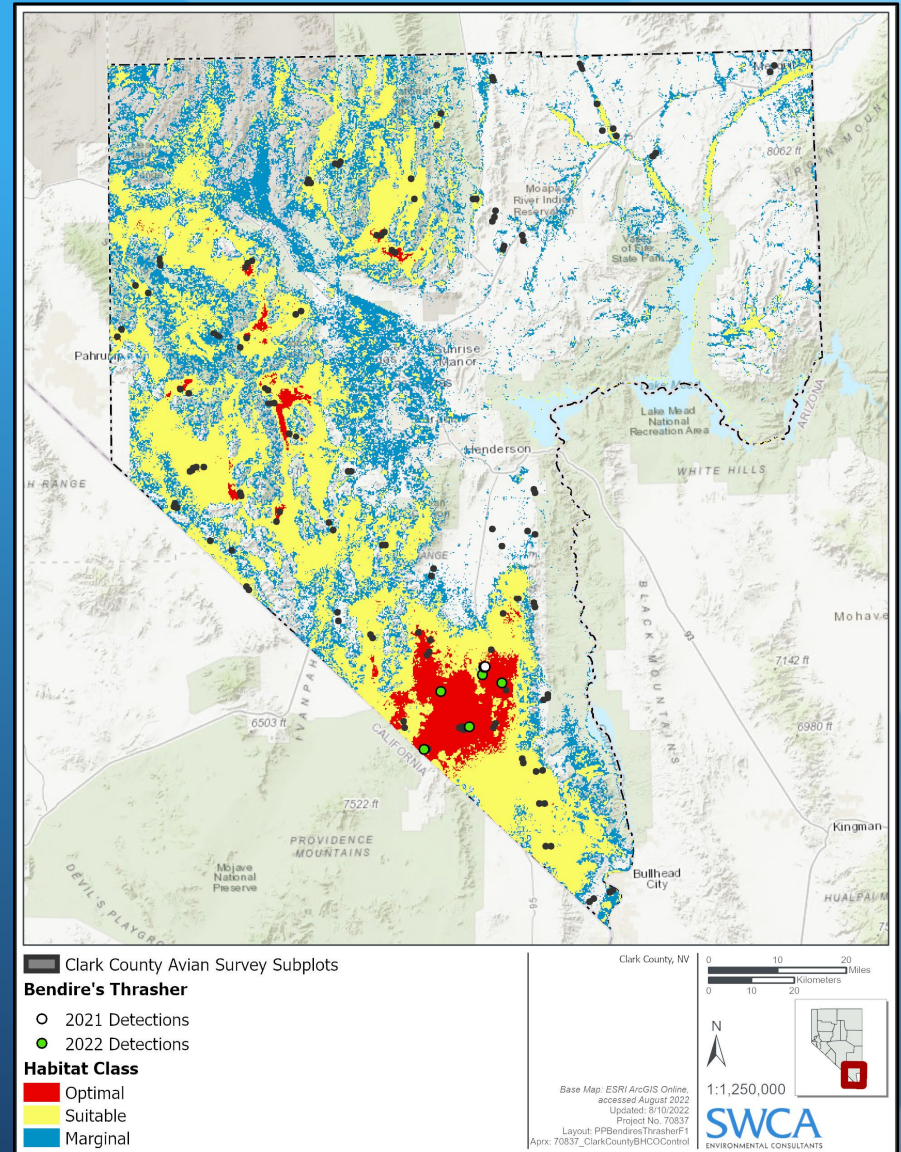 Moapa
River Indian
Reservation
8062 ft
VIRGIN MOUN
Valley
of Fire
State Park
Pahrump
Sunrise
Manor
Henderson
Lake Mead
National
Recreation Area
ARIZONA
WHITE HILLS
H RANGE
ANGE
BLACK MOUNTAINS
93
Mohave
7142 ft
6980 ft
IVANPAH
6503 ft
CALIFORNIA
7522 ft
PROVIDENCE
MOUNTAINS
Mojave
National
Preserve
DEVIL'S PLAYGRO
95
Kingman
Bullhead
City
HUALPAI M
Clark County Avian Survey Subplots
Bendire's Thrasher
2021 Detections
2022 Detections
Habitat Class
Optimal
Suitable
Marginal
Clark County, NV
Base Map: ESRI ArcGIS Online,
accessed August 2022
Updated: 8/10/2022
Project No. 70837
Layout: PPBendiresThrasherF1
Aprx: 70837_ClarkCountyBHCOControl
0 10 20
Miles
Kilometers
0 10 20
N
1:1,250,000
SWCA
ENVIRONMENTAL CONSULTANTS